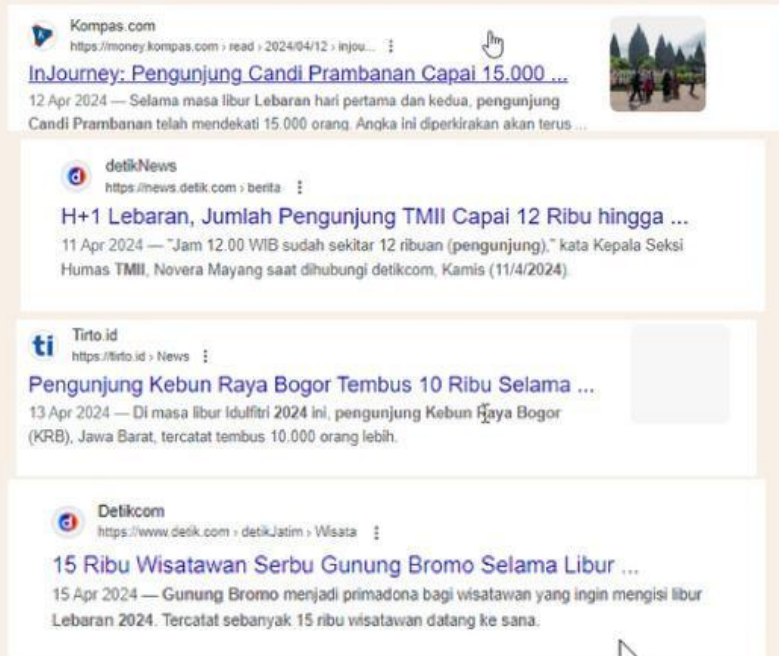 Kompas.com
https://money.kompas.com › read › 2024/04/12 › injou...
InJourney: Pengunjung Candi Prambanan Capai 15.000 ...
12 Apr 2024 — Selama masa libur Lebaran hari pertama dan kedua, pengunjung
Candi Prambanan telah mendekati 15.000 orang. Angka ini diperkirakan akan terus ...
detikNews
https://news.detik.com › berita
H+1 Lebaran, Jumlah Pengunjung TMII Capai 12 Ribu hingga ...
11 Apr 2024 — "Jam 12.00 WIB sudah sekitar 12 ribuan (pengunjung)," kata Kepala Seksi
Humas TMII, Novera Mayang saat dihubungi detikcom, Kamis (11/4/2024).
ti
Tirto.id
https://tirto.id › News
Pengunjung Kebun Raya Bogor Tembus 10 Ribu Selama ...
13 Apr 2024 — Di masa libur Idulfitri 2024 ini, pengunjung Kebun Raya Bogor
(KRB), Jawa Barat, tercatat tembus 10.000 orang lebih.
Detikcom
https://www.detik.com › detikJatim › Wisata
15 Ribu Wisatawan Serbu Gunung Bromo Selama Libur ...
15 Apr 2024 — Gunung Bromo menjadi primadona bagi wisatawan yang ingin mengisi libur
Lebaran 2024. Tercatat sebanyak 15 ribu wisatawan datang ke sana.